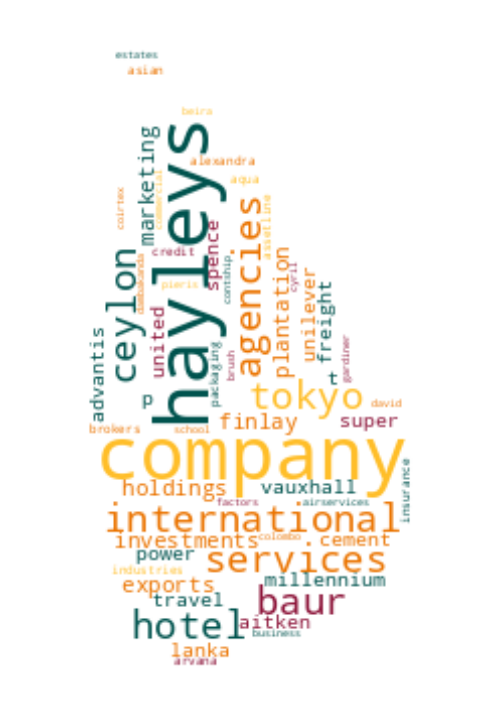 estates
asian
beira
hayleys
marketing
alexandra
aqua
commercial
coirtex
agencies
assetline
spence
credit
ceylon
plantation
contship
cyril
unilever
pieris
freight
united
advantis
packaging
brush
gardiner
t
p
tokyo
david
finlay
super
brokers
school
company
insurance
holdings
vauxhall
factors
airservices
international
investments
colombo
cement
power
services
industries
millennium
exports
travel
baur
hotel
aitken
business
lanka
arvana